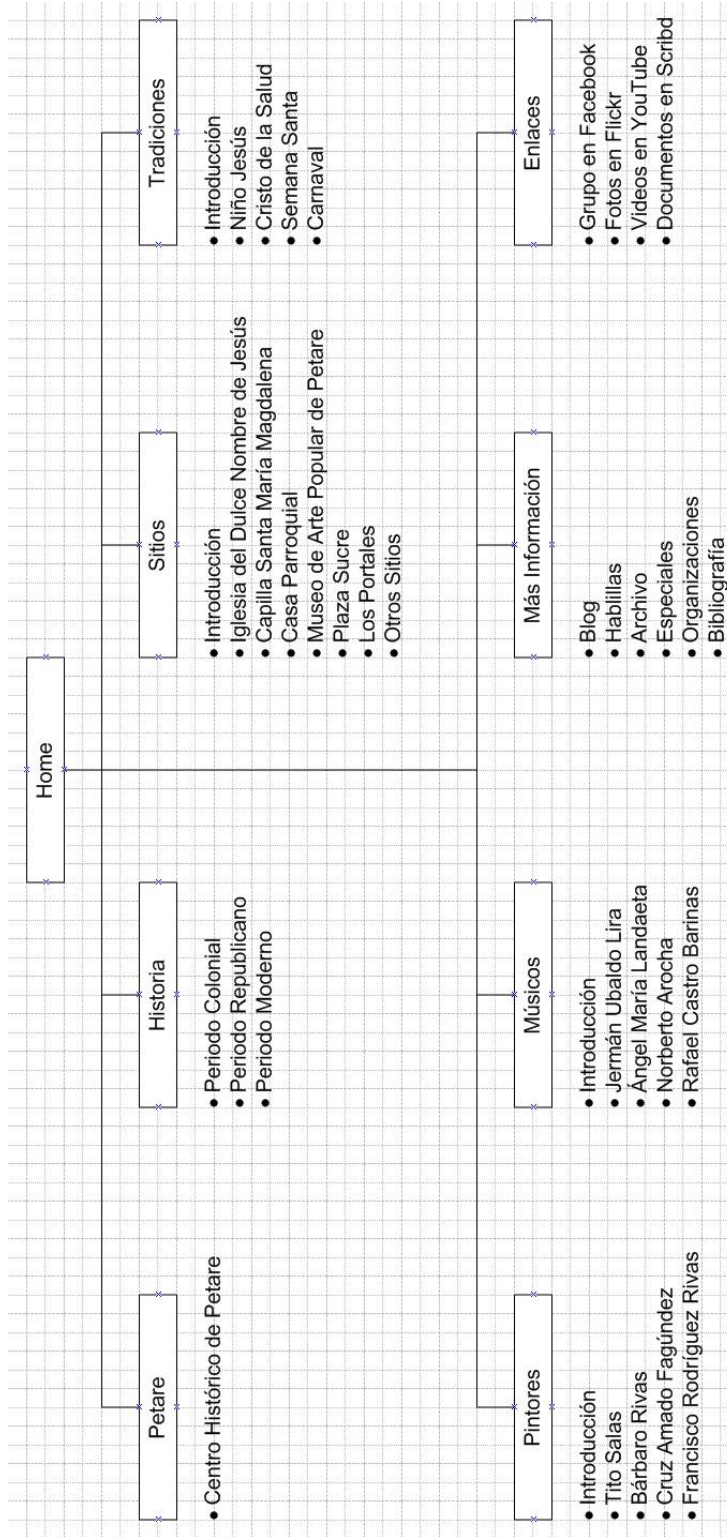 Home
Petare
• Centro Histórico de Petare
Historia
• Periodo Colonial
• Periodo Republicano
• Periodo Moderno
Sitios
• Introducción
• Iglesia del Dulce Nombre de Jesús
• Capilla Santa María Magdalena
• Casa Parroquial
• Museo de Arte Popular de Petare
• Plaza Sucre
• Los Portales
• Otros Sitios
Tradiciones
• Introducción
• Niño Jesús
• Cristo de la Salud
• Semana Santa
• Carnaval
Pintores
• Introducción
• Tito Salas
• Bárbaro Rivas
• Cruz Amado Fagúndez
• Francisco Rodríguez Rivas
Músicos
• Introducción
• Jermán Ubaldo Lira
• Ángel María Landaeta
• Norberto Arocha
• Rafael Castro Barinas
Más Información
• Blog
• Hablillas
• Archivo
• Especiales
• Organizaciones
• Bibliografía
Enlaces
• Grupo en Facebook
• Fotos en Flickr
• Videos en YouTube
• Documentos en Scribd